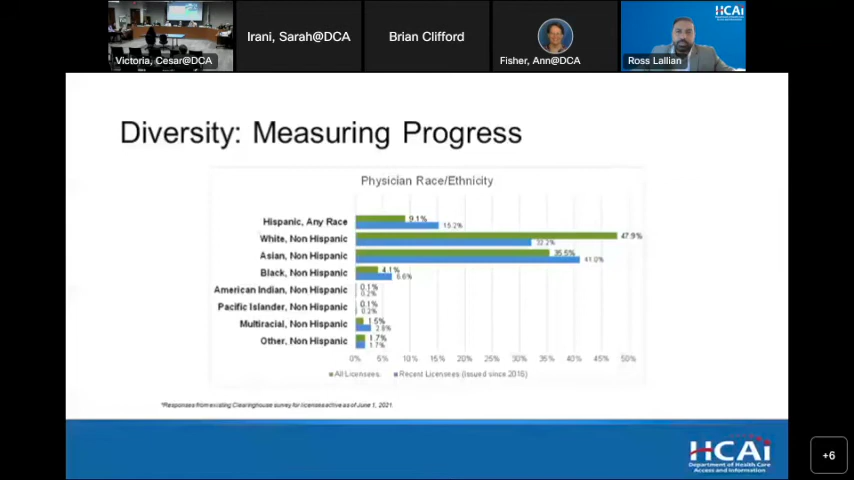 HCAi
Victoria, Cesar@DCA
Irani, Sarah@DCA
Brian Clifford
Fisher, Ann@DCA
Ross Lallian
Diversity: Measuring Progress
Physician Race/Ethnicity
Hispanic, Any Race 9.1% 15.2%
White, Non Hispanic 47.9% 32.2%
Asian, Non Hispanic 35.5% 41.0%
Black, Non Hispanic 4.1% 6.6%
American Indian, Non Hispanic 0.1% 0.2%
Pacific Islander, Non Hispanic 0.1% 0.2%
Multiracial, Non Hispanic 1.5% 2.8%
Other, Non Hispanic 1.7% 1.7%
0% 5% 10% 15% 20% 25% 30% 35% 40% 45% 50%
All Licensees Recent Licensees (issued since 2016)
*Responses from existing Clearinghouse survey for licenses active as of June 1, 2021.
HCAi
Department of Health Care
Access and Information
+6